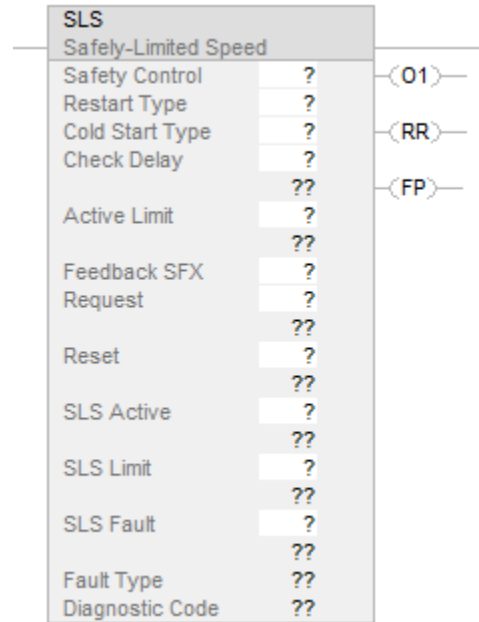 SLS
Safely-Limited Speed
Safety Control ? (O1)
Restart Type ?
Cold Start Type ? (RR)
Check Delay ?
?? (FP)
Active Limit ?
??
Feedback SFX ?
Request ?
??
Reset ?
??
SLS Active ?
??
SLS Limit ?
??
SLS Fault ?
??
Fault Type ??
Diagnostic Code ??